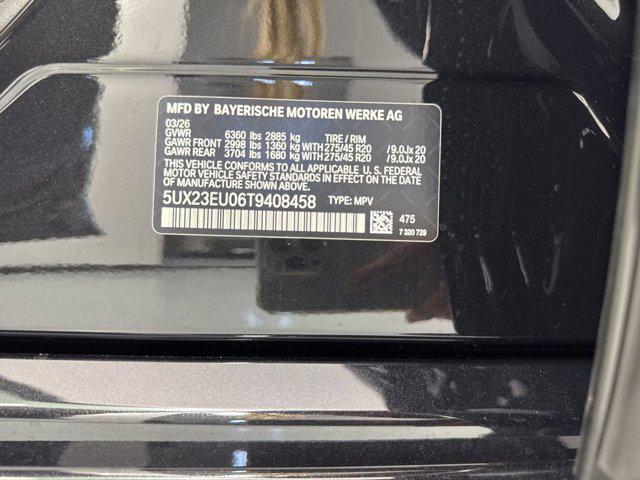 MFD BY BAYERISCHE MOTOREN WERKE AG
03/26
GVWR 6360 lbs 2885 kg TIRE / RIM
GAWR FRONT 2998 lbs 1360 kg WITH 275/45 R20 / 9.0Jx 20
GAWR REAR 3704 lbs 1680 kg WITH 275/45 R20 / 9.0Jx 20
THIS VEHICLE CONFORMS TO ALL APPLICABLE U. S. FEDERAL
MOTOR VEHICLE SAFETY STANDARDS IN EFFECT ON THE
DATE OF MANUFACTURE SHOWN ABOVE.
5UX23EU06T9408458 TYPE: MPV
475
7 320 729